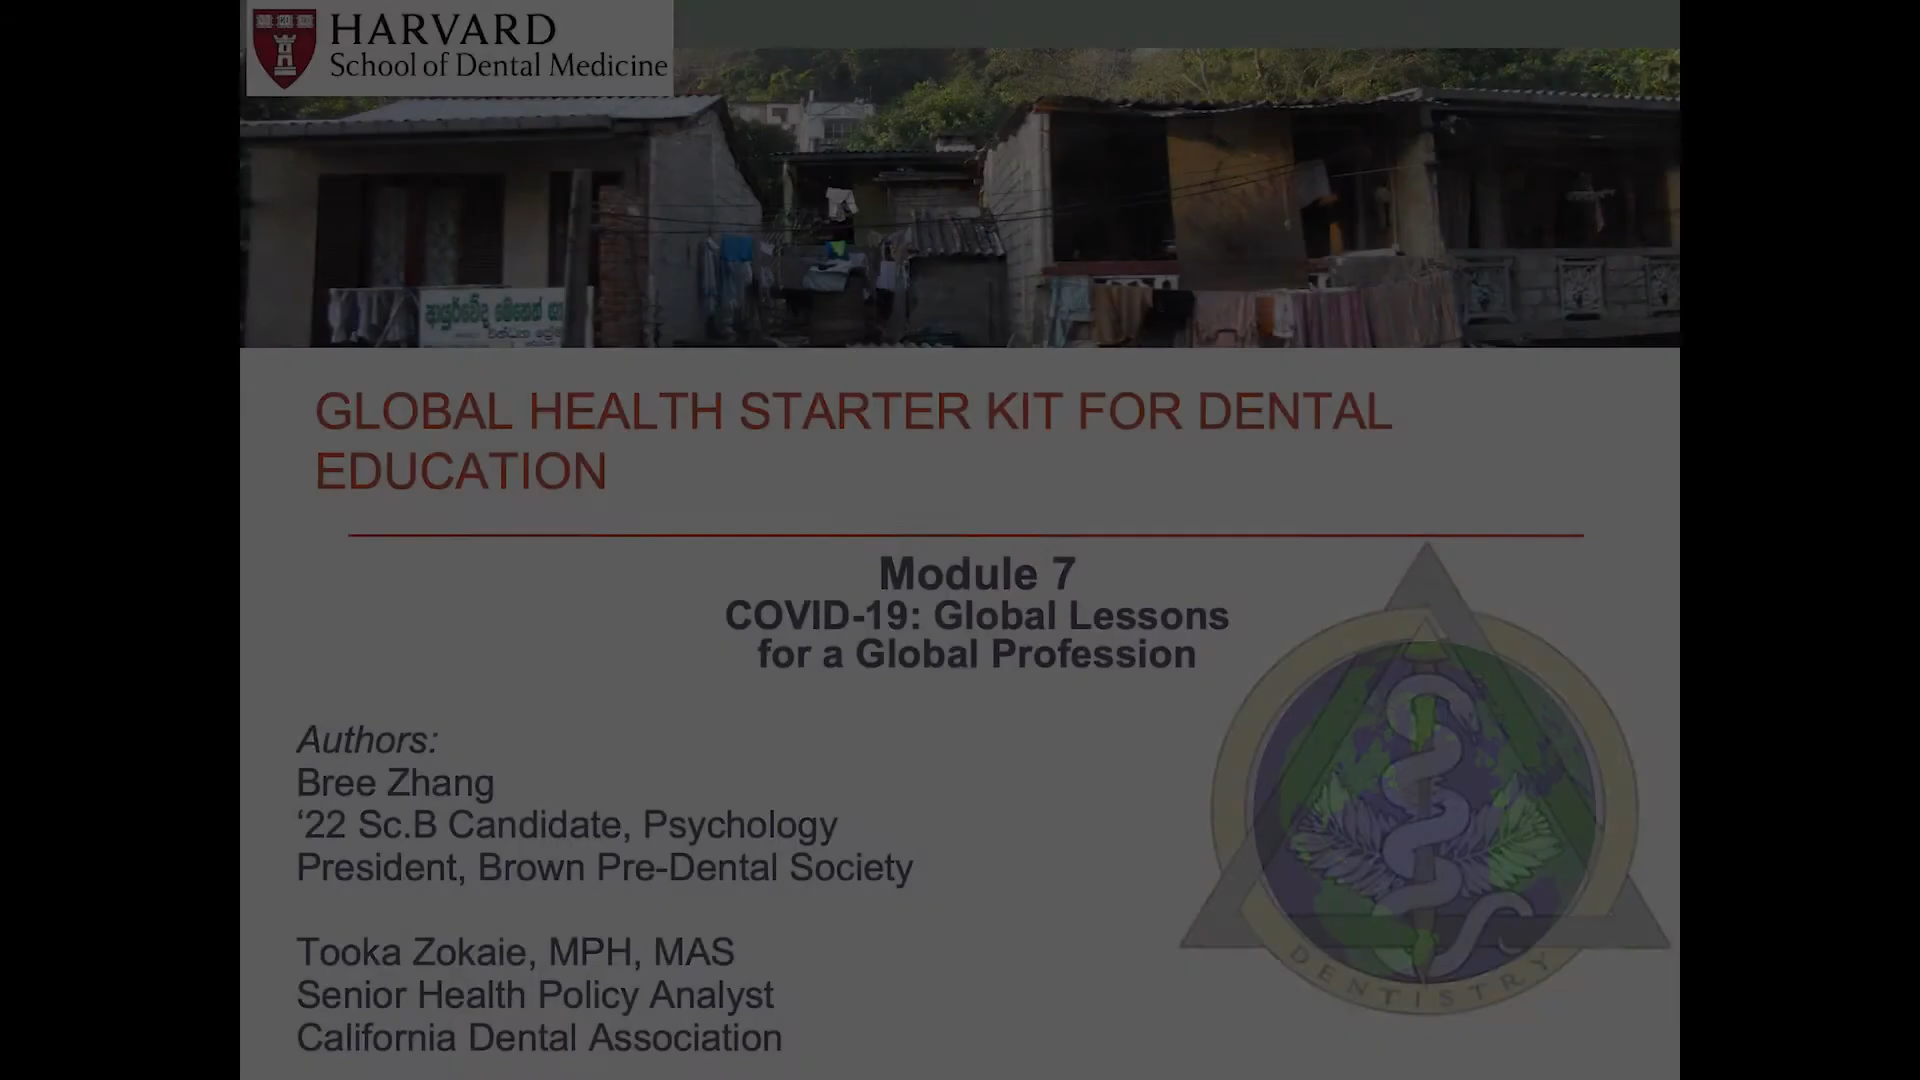 HARVARD
School of Dental Medicine
ආයුර්වේද
GLOBAL HEALTH STARTER KIT FOR DENTAL
EDUCATION
Module 7
COVID-19: Global Lessons
for a Global Profession
Authors:
Bree Zhang
‘22 Sc.B Candidate, Psychology
President, Brown Pre-Dental Society
Tooka Zokaie, MPH, MAS
Senior Health Policy Analyst
California Dental Association
DENTISTRY